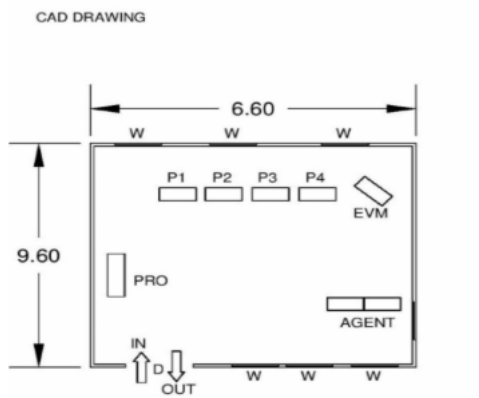 CAD DRAWING
6.60
W W W
P1 P2 P3 P4
EVM
9.60
PRO
AGENT
IN
D
OUT
W W W